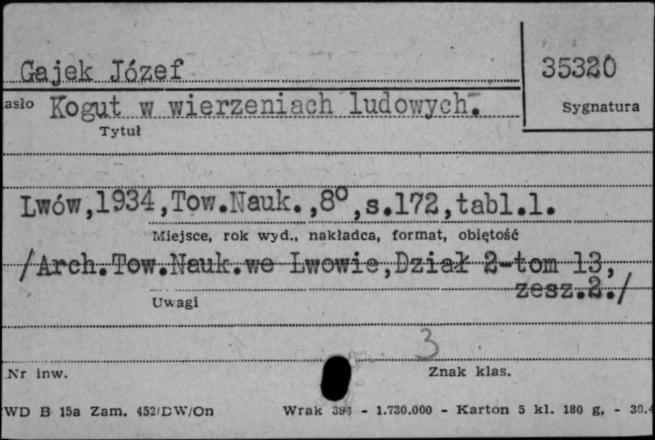 Gajek Józef
35320
asło Kogut w wierzeniach ludowych.
Sygnatura
Tytuł
Lwów,1934,Tow.Nauk.,8°,s.172,tabl.1.
Miejsce, rok wyd., nakładca, format, objętość
/Arch.Tow.Nauk.we Lwowie,Dział 2-tom 13,
zesz.2./
Uwagi
3
Nr inw.
Znak klas.
WD B 15a Zam. 452/DW/On Wrak - 1.730.000 - Karton 5 kl. 180 g. - 30.4